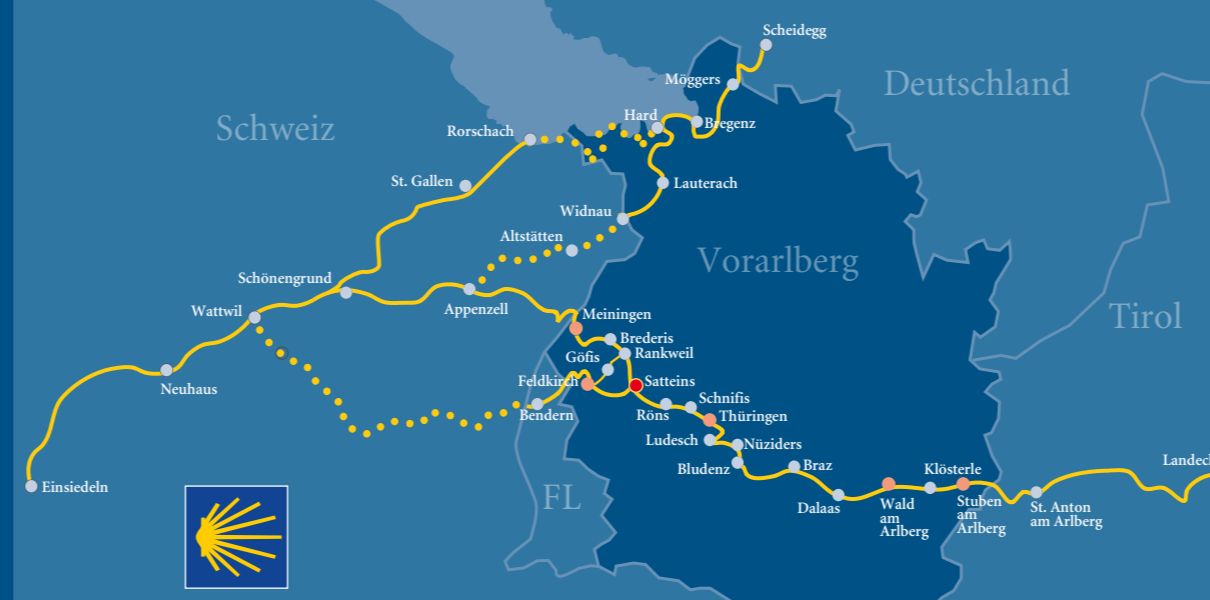 Scheidegg
Möggers
Deutschland
Hard
Bregenz
Schweiz
Rorschach
St. Gallen
Lauterach
Widnau
Altstätten
Vorarlberg
Schönengrund
Wattwil
Appenzell
Meiningen
Tirol
Brederis
Göfis
Rankweil
Neuhaus
Feldkirch
Satteins
Schnifis
Bendern
Röns
Thüringen
Ludesch
Nüziders
Bludenz
Braz
Klösterle
Landeck
Einsiedeln
FL
Dalaas
Wald
am
Arlberg
Stuben
am
Arlberg
St. Anton
am Arlberg